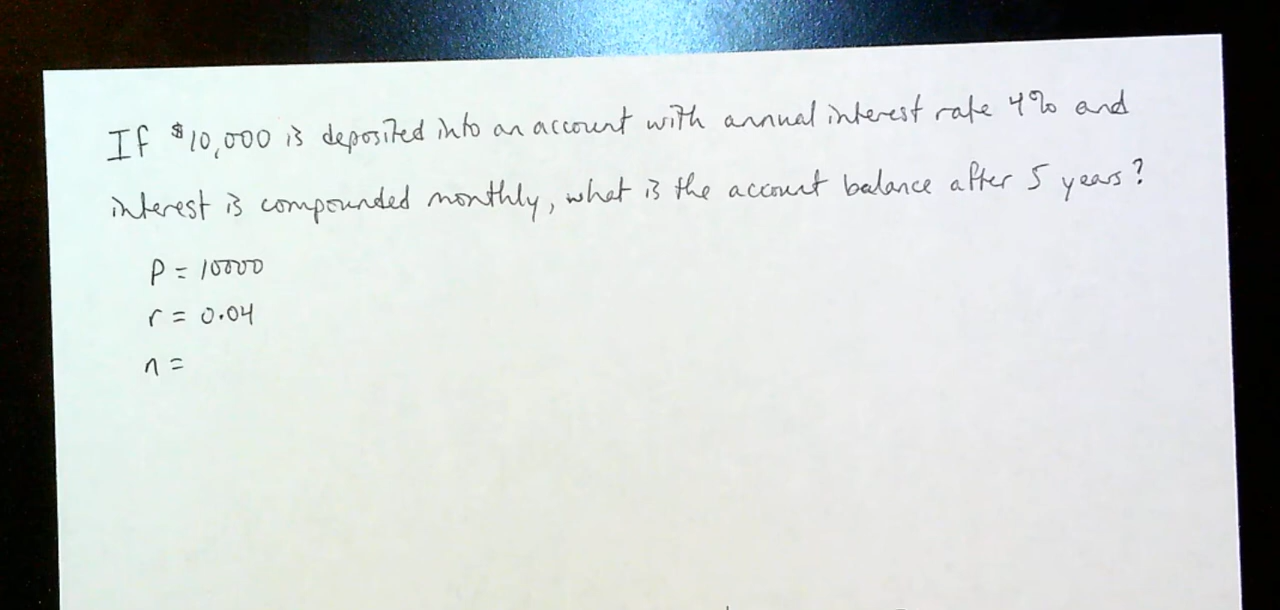 If $10,000 is deposited into an account with annual interest rate 4% and
interest is compounded monthly, what is the account balance after 5 years?
P = 10000
r = 0.04
n =